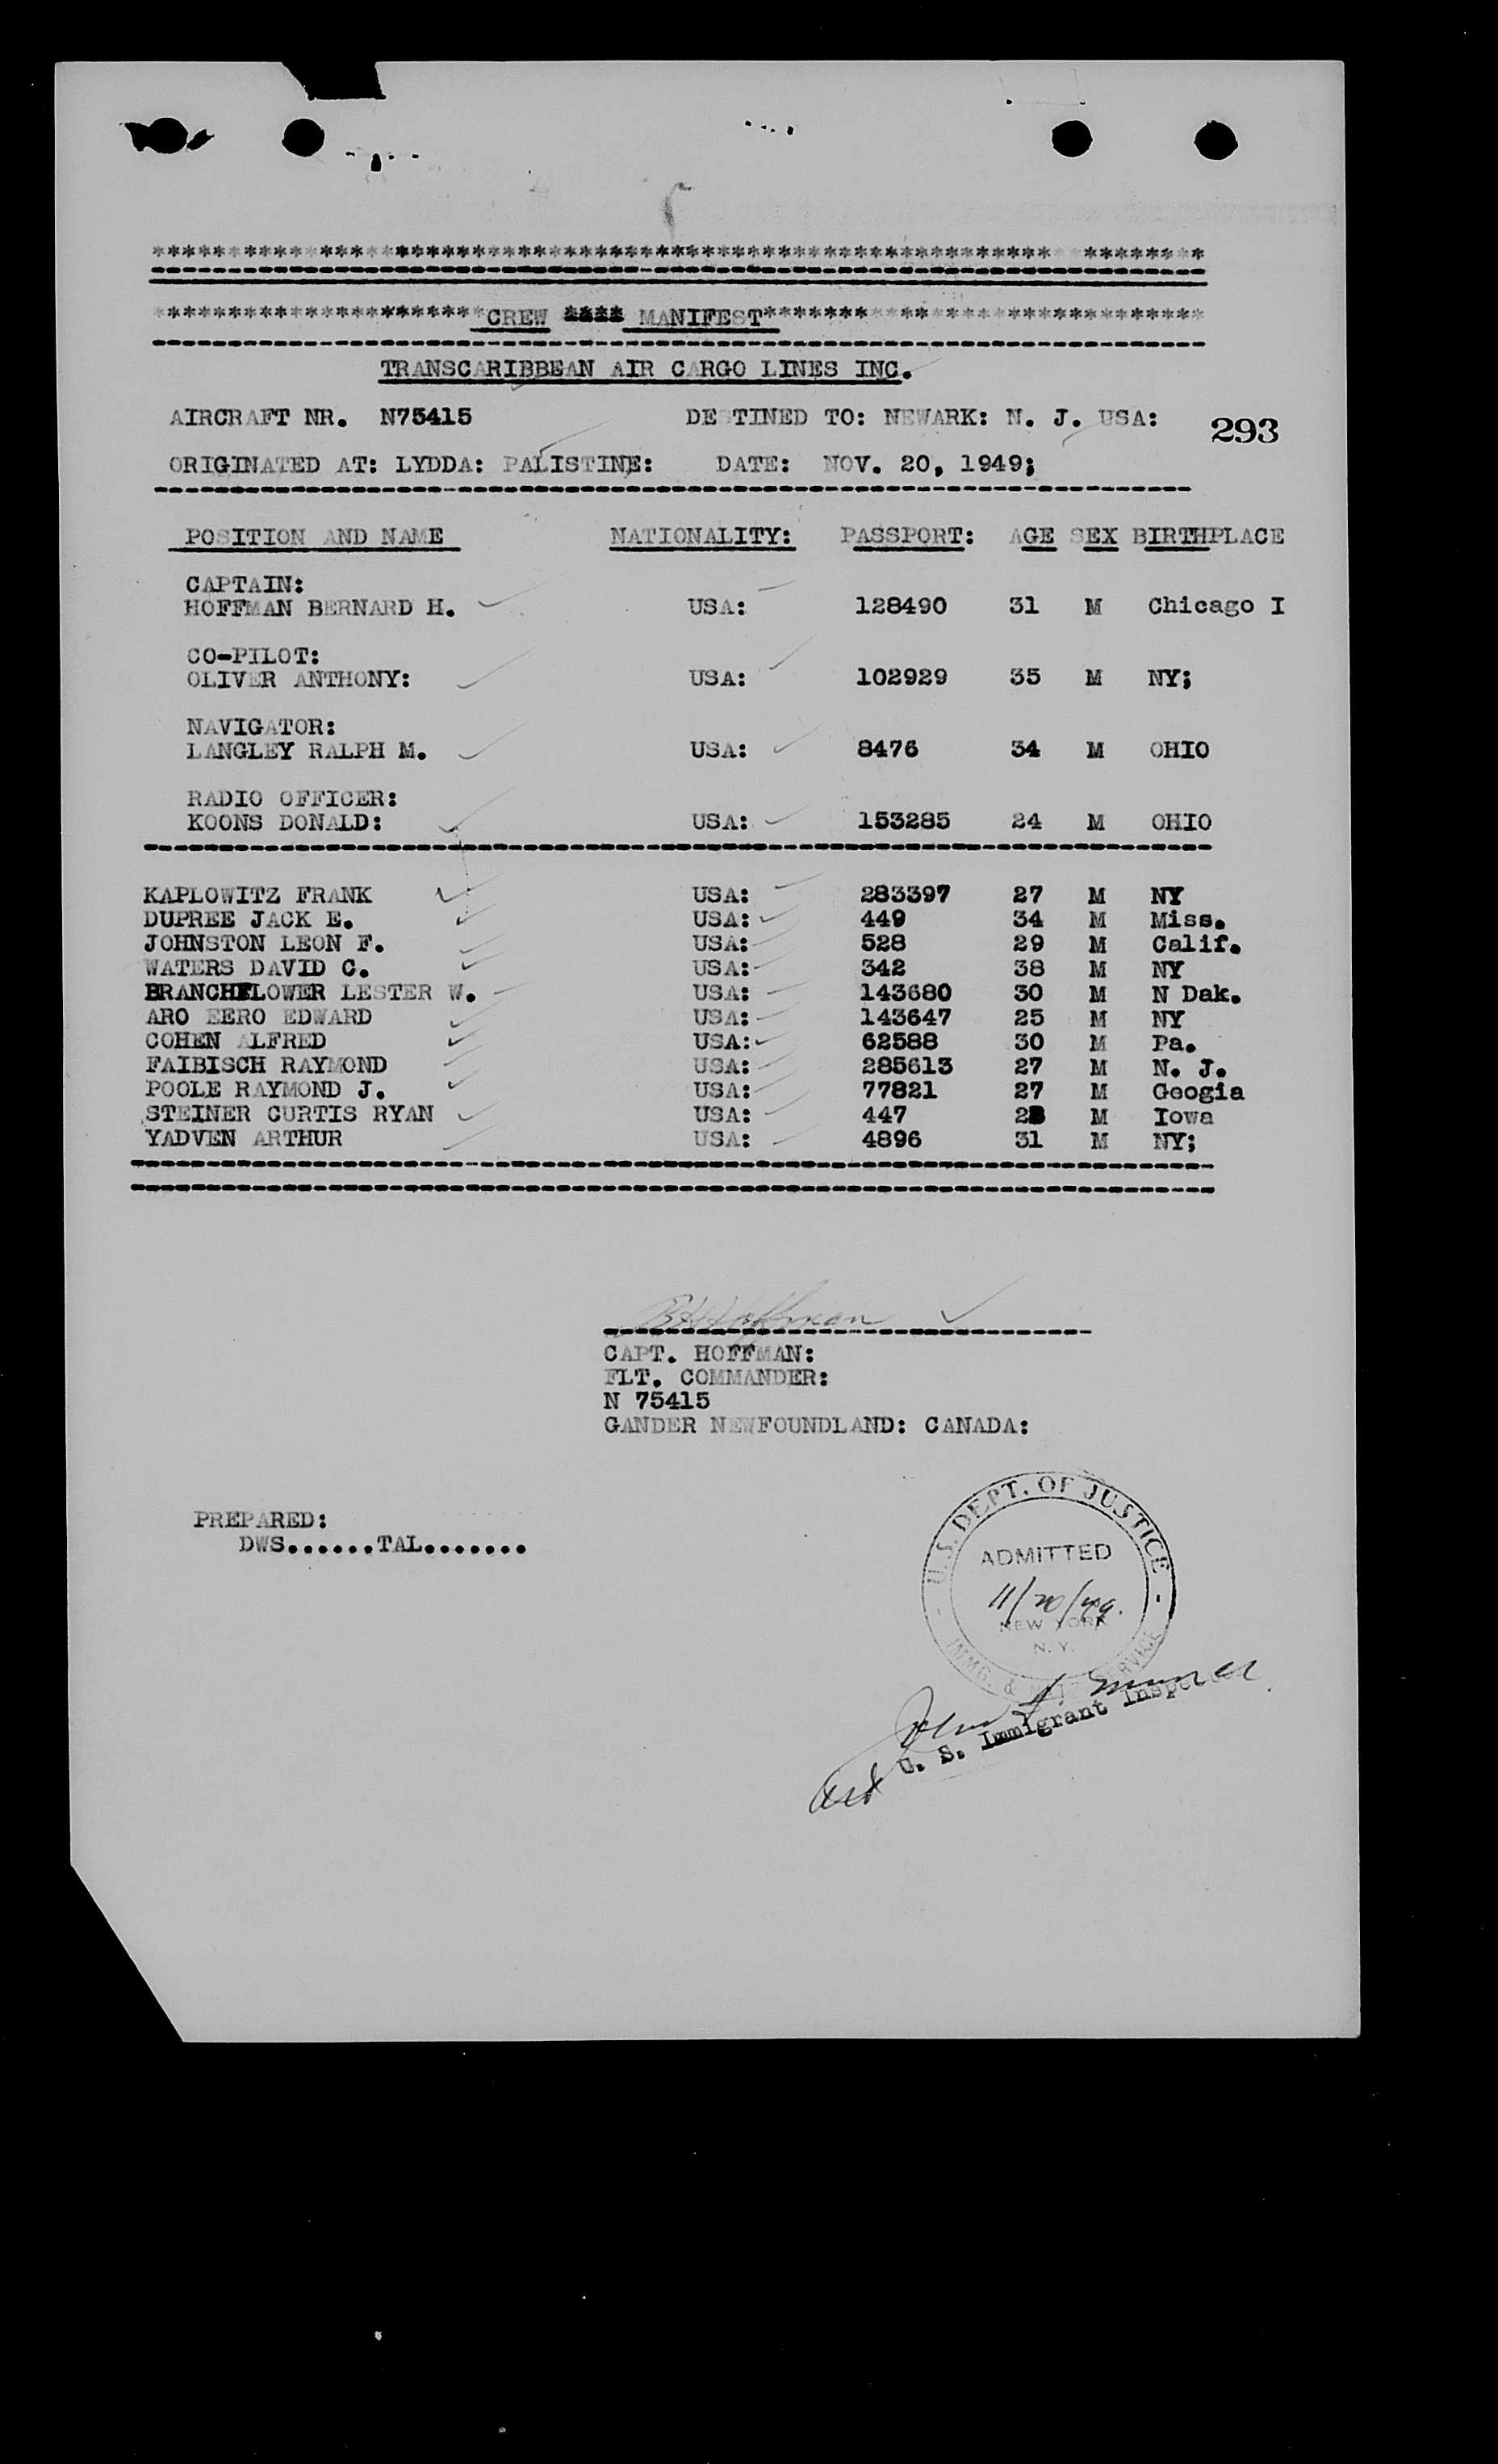 ********************************************************************
*********************CREW **** MANIFEST*****************************
TRANSCARIBBEAN AIR CARGO LINES INC.
AIRCRAFT NR. N75415 DESTINED TO: NEWARK: N. J. USA: 293
ORIGINATED AT: LYDDA: PALISTINE: DATE: NOV. 20, 1949;
POSITION AND NAME NATIONALITY: PASSPORT: AGE SEX BIRTHPLACE
CAPTAIN:
HOFFMAN BERNARD H. USA: 128490 31 M Chicago I
CO-PILOT:
OLIVER ANTHONY: USA: 102929 35 M NY;
NAVIGATOR:
LANGLEY RALPH M. USA: 8476 34 M OHIO
RADIO OFFICER:
KOONS DONALD: USA: 153285 24 M OHIO
KAPLOWITZ FRANK USA: 283397 27 M NY
DUPREE JACK E. USA: 449 34 M Miss.
JOHNSTON LEON F. USA: 528 29 M Calif.
WATERS DAVID C. USA: 342 38 M NY
BRANCHFLOWER LESTER W. USA: 143680 30 M N Dak.
ARO EERO EDWARD USA: 143647 25 M NY
COHEN ALFRED USA: 62588 30 M Pa.
FAIBISCH RAYMOND USA: 285613 27 M N. J.
POOLE RAYMOND J. USA: 77821 27 M Geogia
STEINER CURTIS RYAN USA: 447 M Iowa
YADVEN ARTHUR USA: 4896 31 M NY;
B H Hoffman
CAPT. HOFFMAN:
FLT. COMMANDER:
N 75415
GANDER NEWFOUNDLAND: CANADA:
PREPARED:
DWS......TAL.......
U.S. DEPT. OF JUSTICE
ADMITTED
11/20/49.
NEW YORK
N. Y.
IMMG. & NATZ. SERVICE
John
U. S. Immigrant Inspector